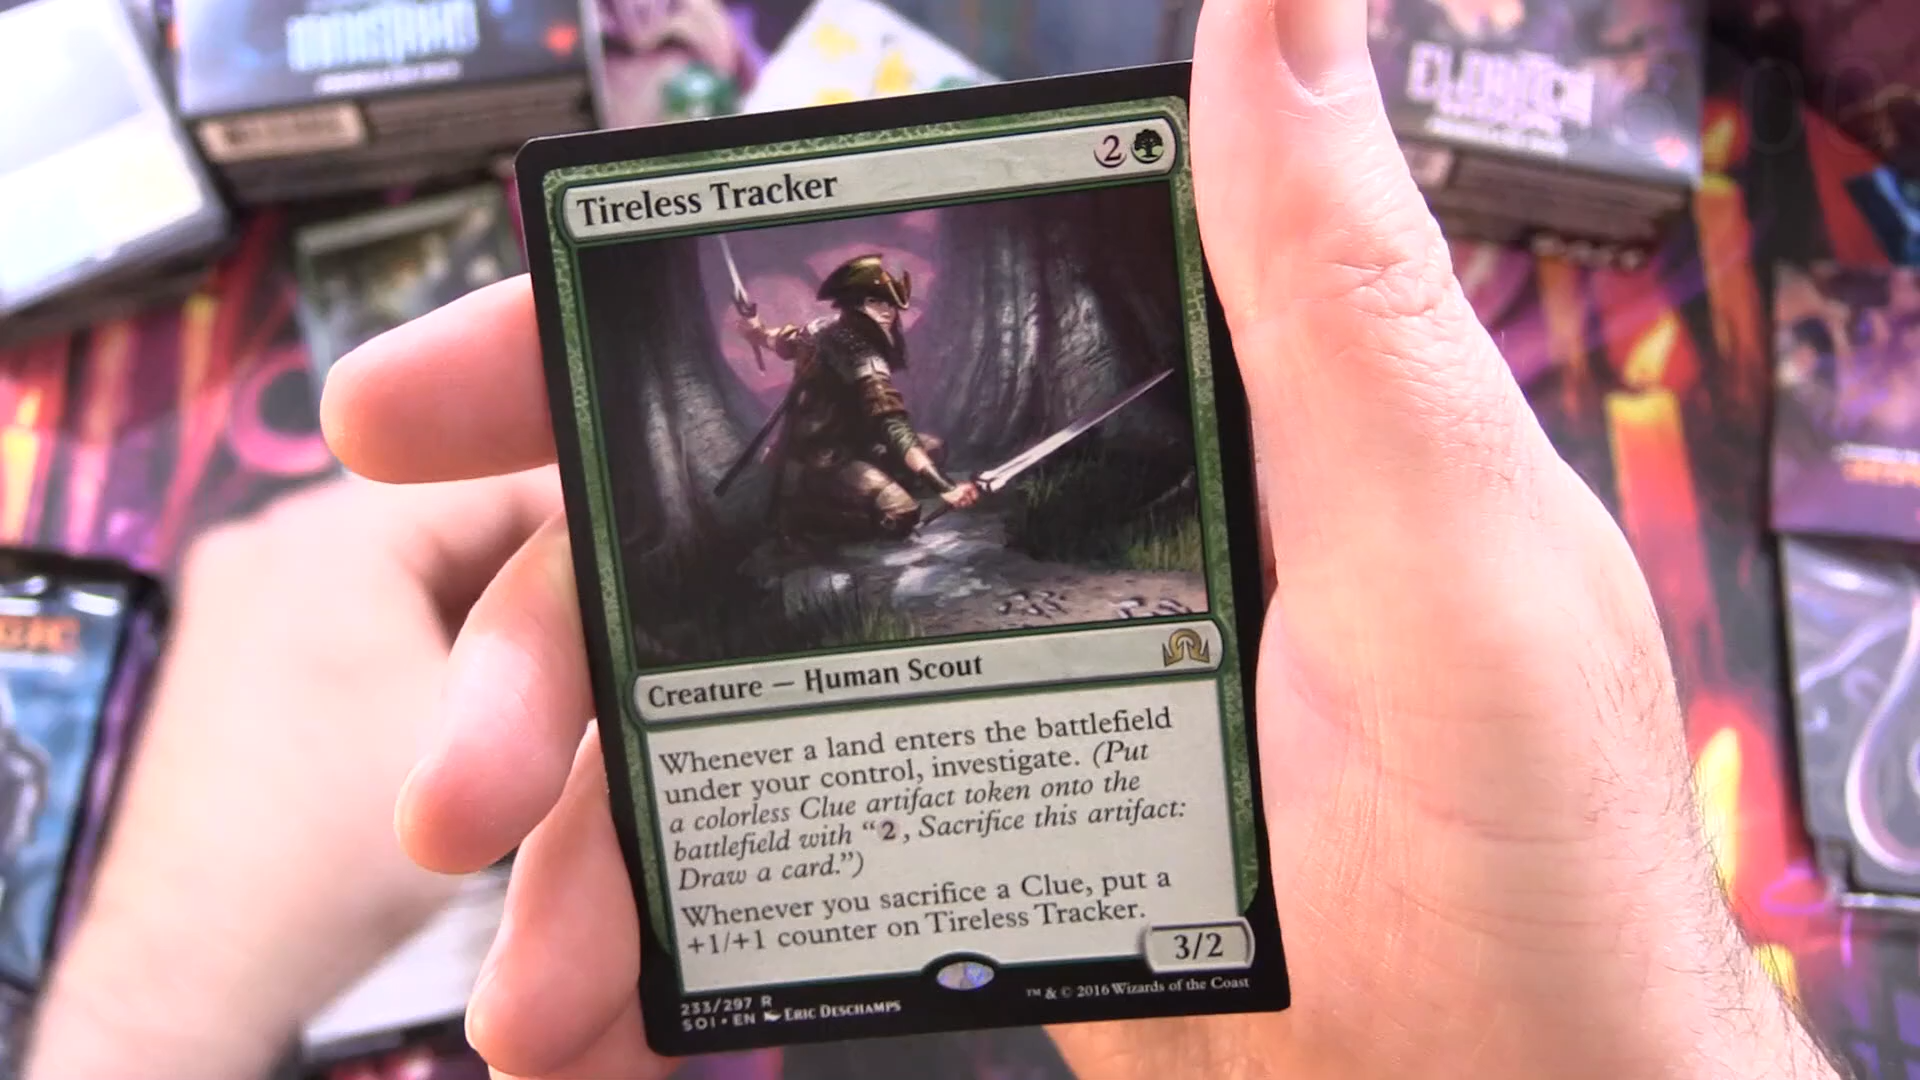 ELDRITCH
Tireless Tracker
2
Creature — Human Scout
Whenever a land enters the battlefield
under your control, investigate. (Put
a colorless Clue artifact token onto the
battlefield with “2, Sacrifice this artifact:
Draw a card.”)
Whenever you sacrifice a Clue, put a
+1/+1 counter on Tireless Tracker.
3/2
233/297 R
SOI • EN ERIC DESCHAMPS
™ & © 2016 Wizards of the Coast